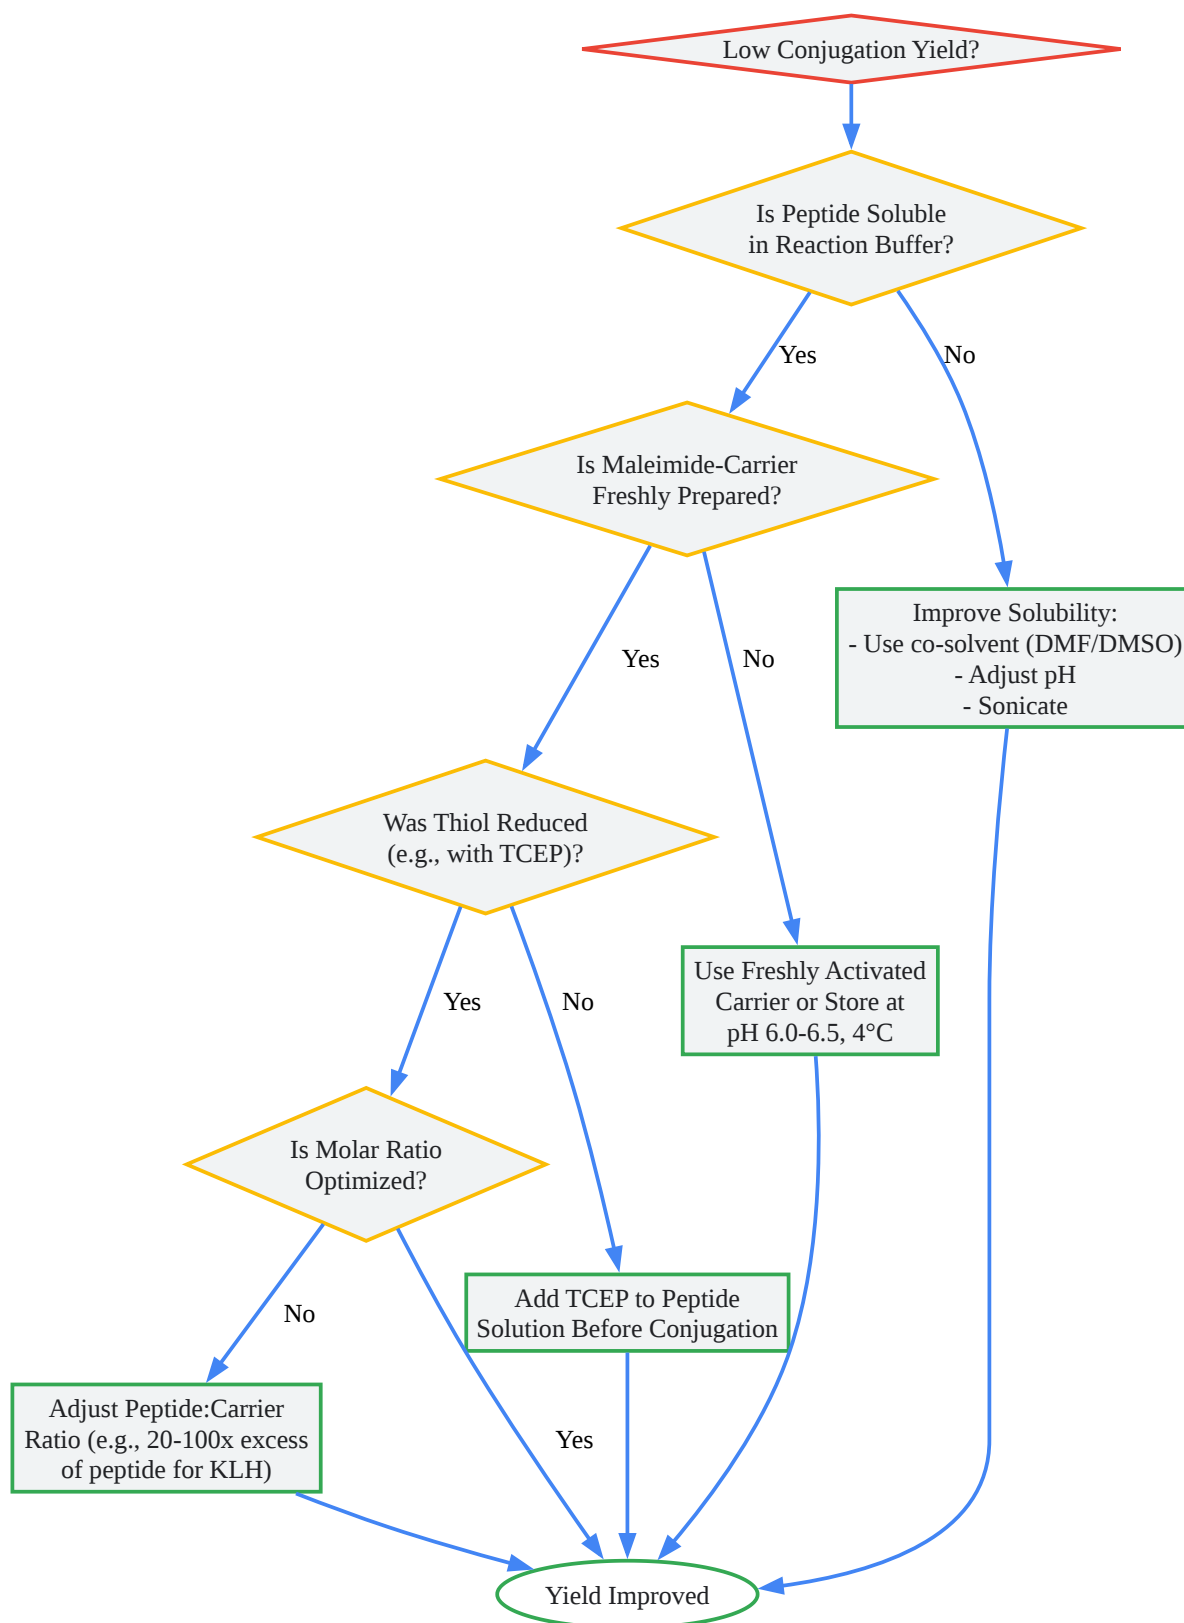 Low Conjugation Yield?
Is Peptide Soluble
in Reaction Buffer?
Yes
No
Is Maleimide-Carrier
Freshly Prepared?
Improve Solubility:
- Use co-solvent (DMF/DMSO)
- Adjust pH
- Sonicate
Yes
No
Was Thiol Reduced
(e.g., with TCEP)?
Use Freshly Activated
Carrier or Store at
pH 6.0-6.5, 4°C
Yes
No
Is Molar Ratio
Optimized?
Add TCEP to Peptide
Solution Before Conjugation
No
Adjust Peptide:Carrier
Ratio (e.g., 20-100x excess
of peptide for KLH)
Yes
Yield Improved